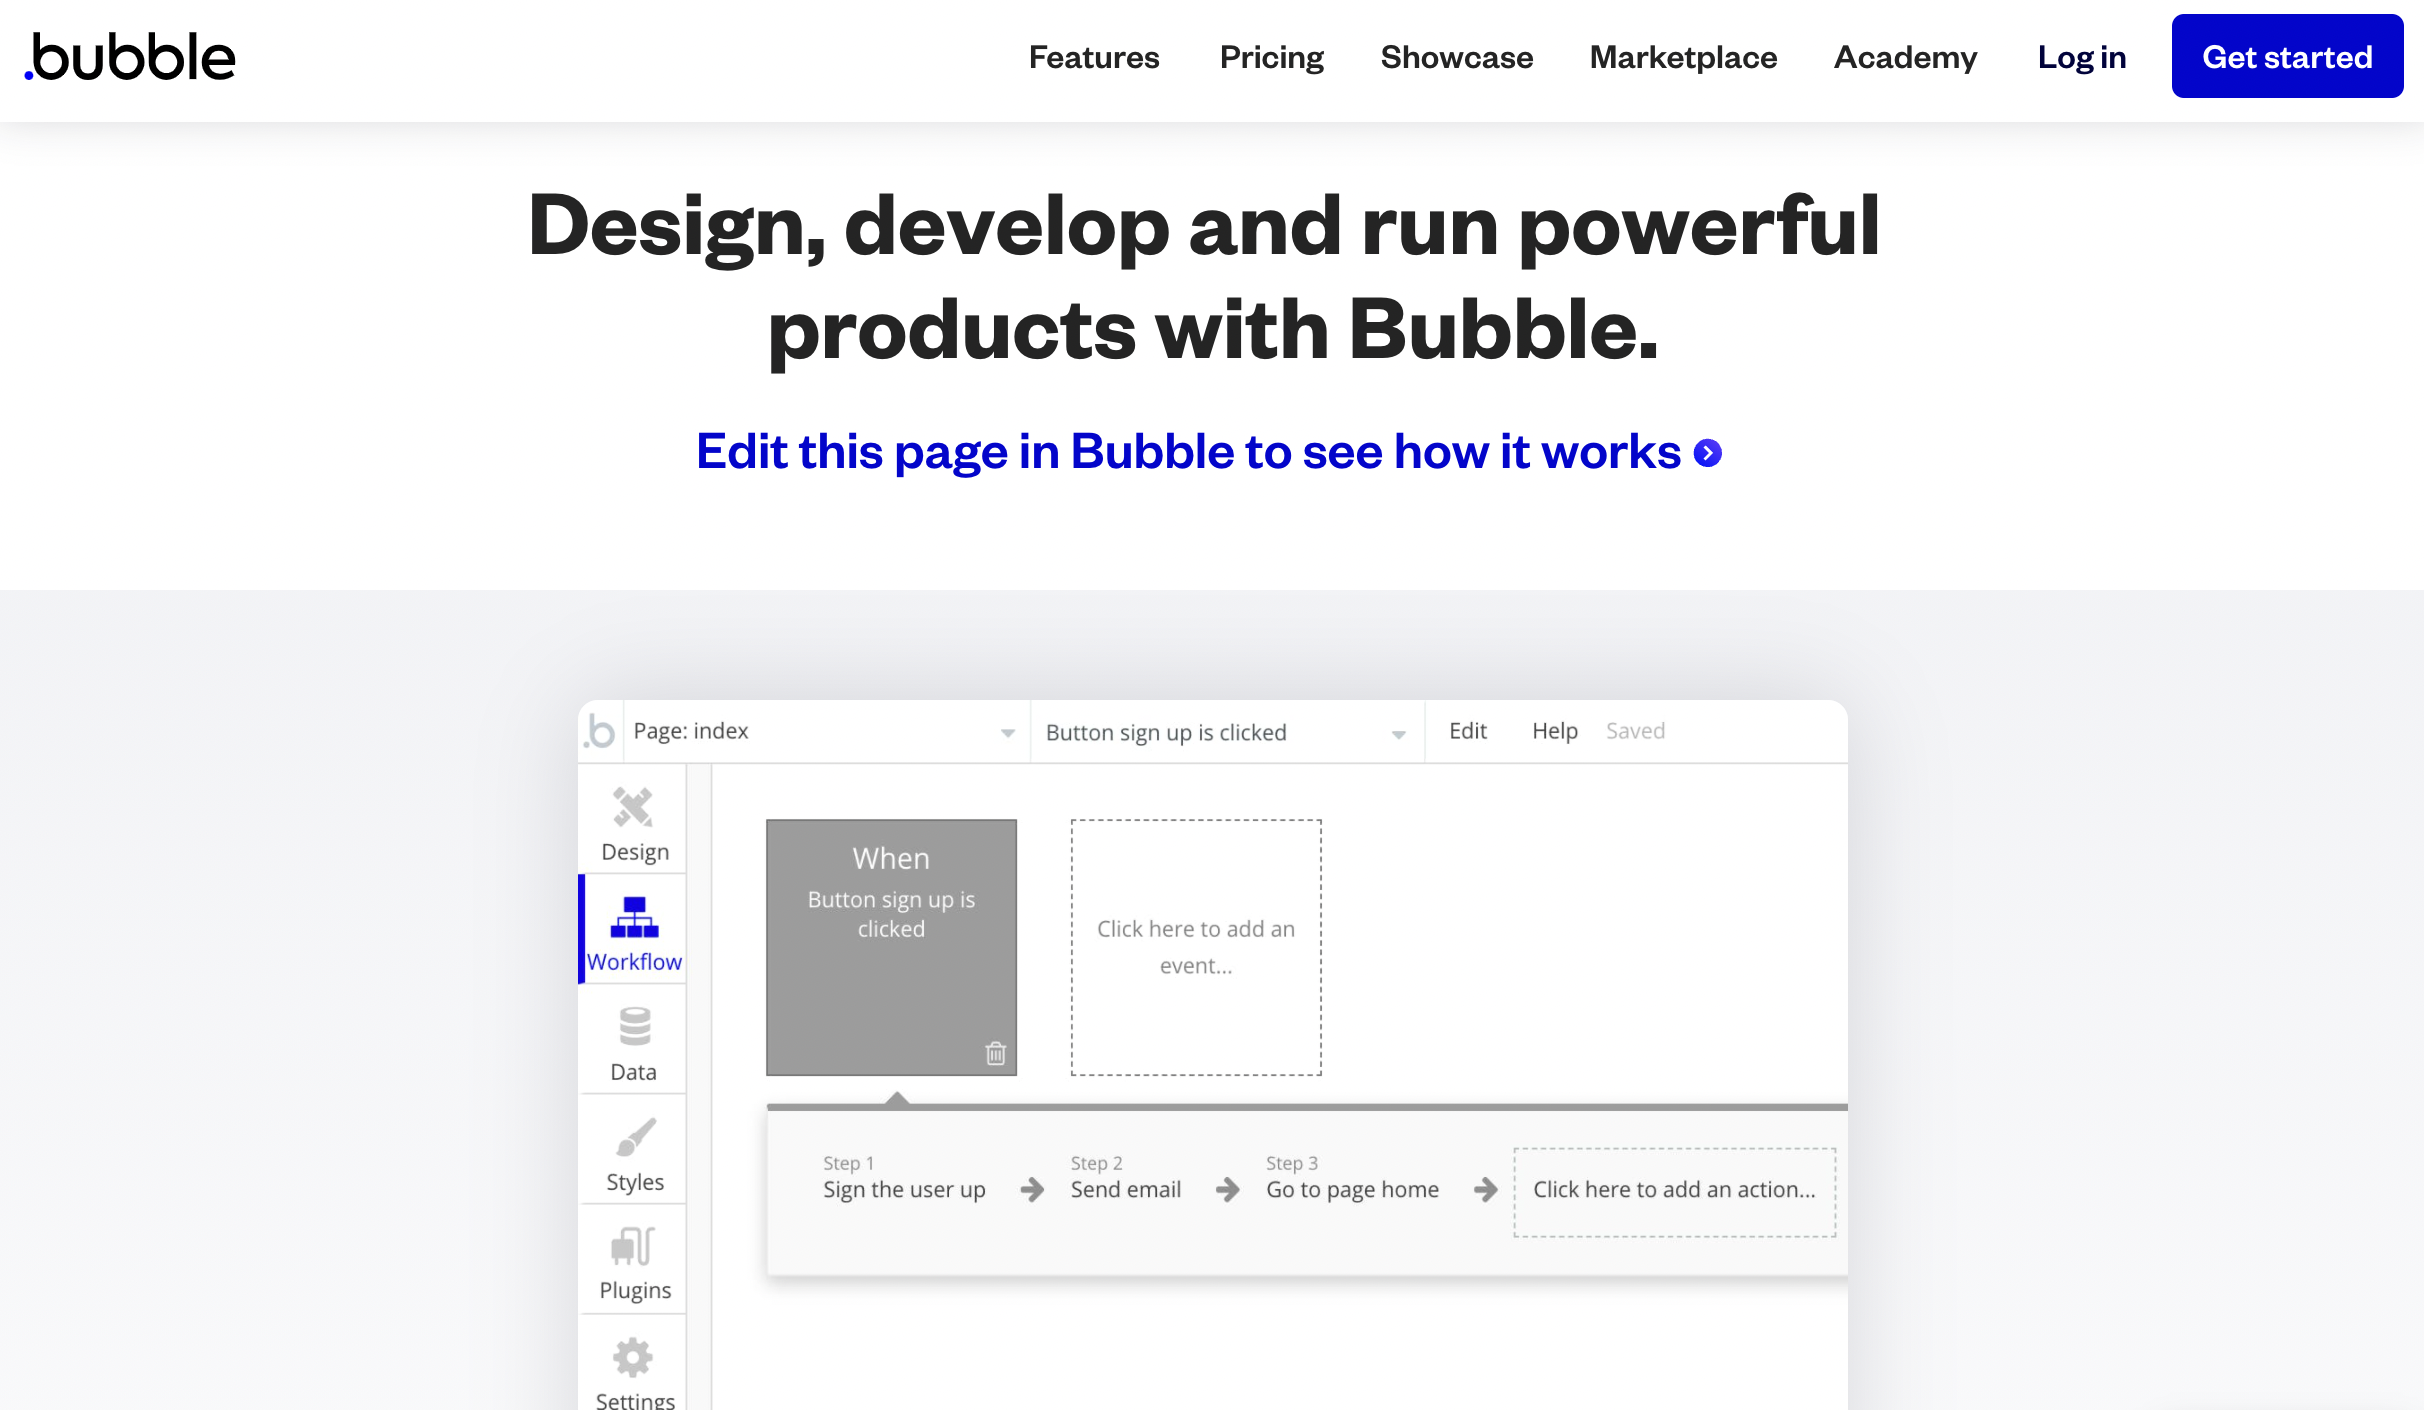 .bubble
Features Pricing Showcase Marketplace Academy Log in Get started
Design, develop and run powerful
products with Bubble.
Edit this page in Bubble to see how it works
.b Page: index Button sign up is clicked Edit Help Saved
Design
Workflow
Data
Styles
Plugins
Settings
When
Button sign up is
clicked
Click here to add an
event...
Step 1
Sign the user up
Step 2
Send email
Step 3
Go to page home
Click here to add an action...